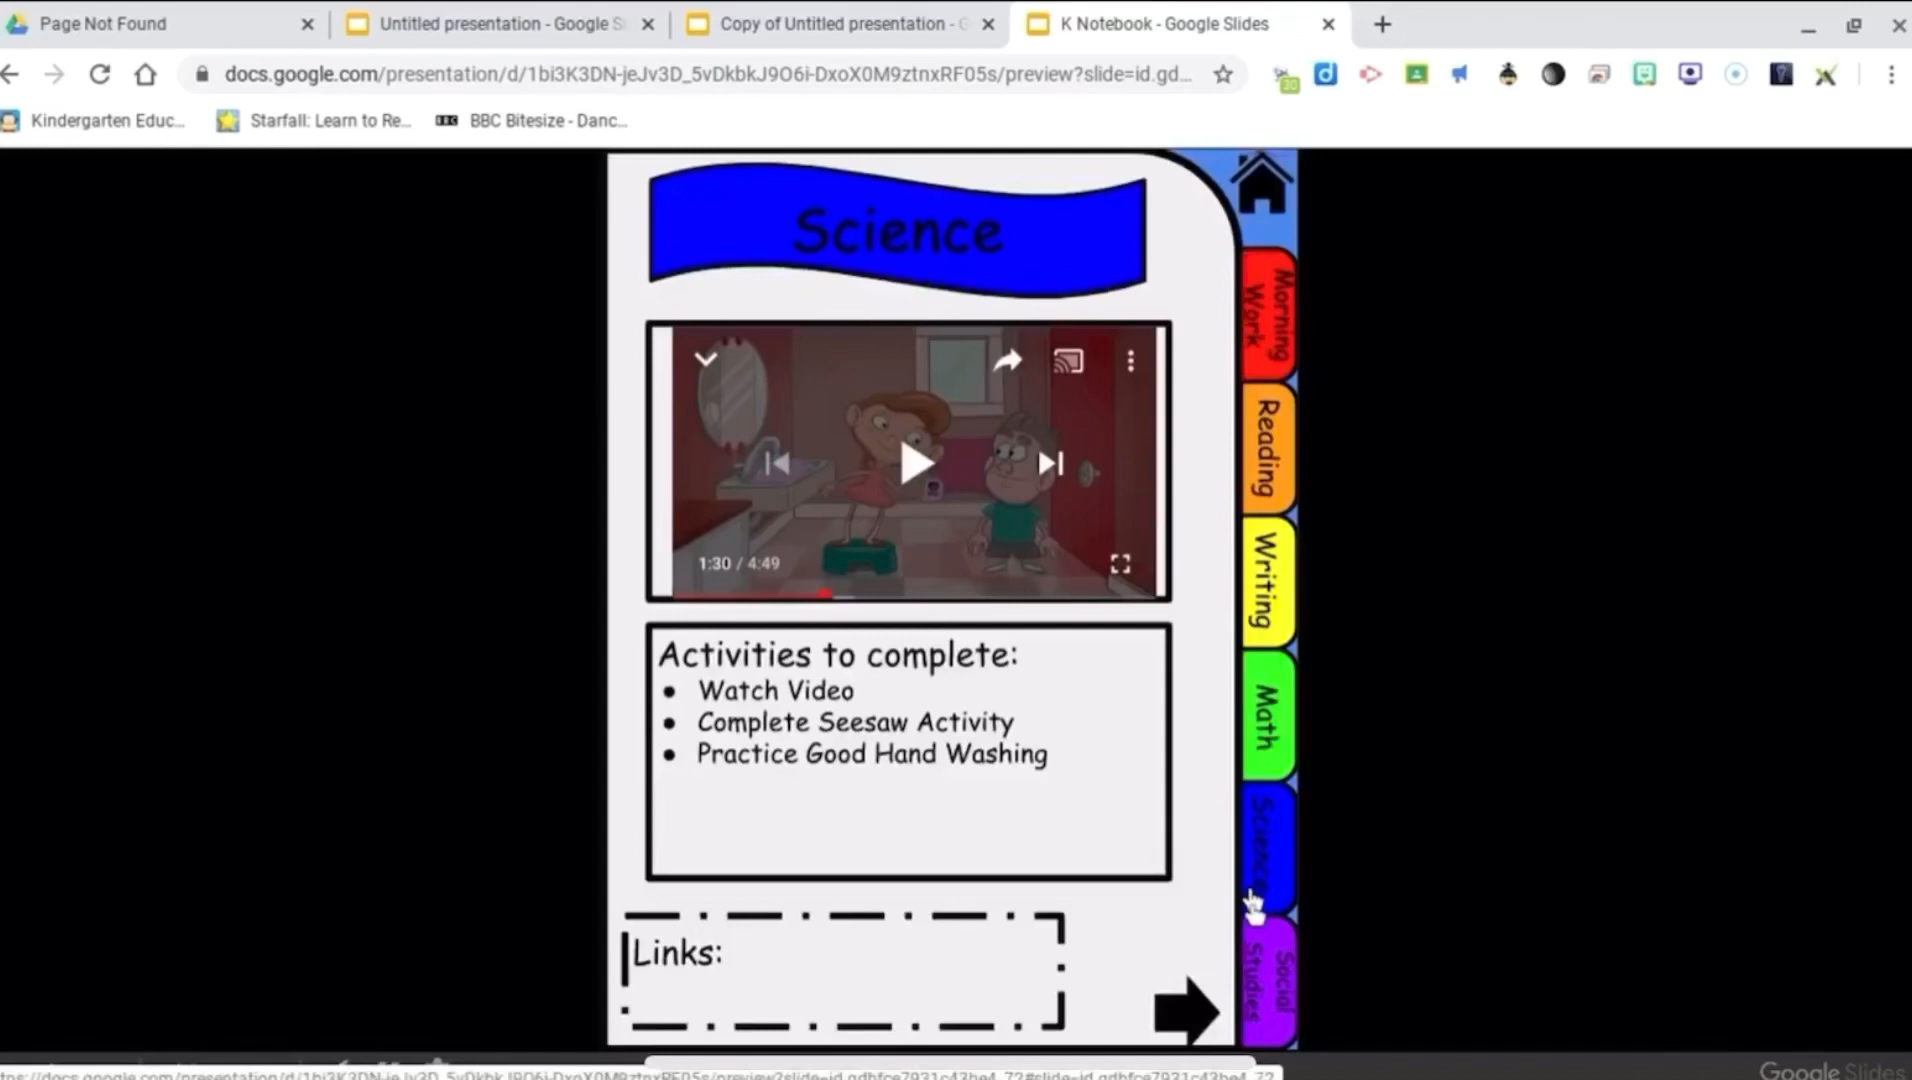 Page Not Found
Untitled presentation - Google S
Copy of Untitled presentation - G
K Notebook - Google Slides
docs.google.com/presentation/d/1bi3K3DN-jeJv3D_5vDkbkJ9O6i-DxoX0M9ztnxRF05s/preview?slide=id.gd...
30
Kindergarten Educ...
Starfall: Learn to Re...
BBC
BBC Bitesize - Danc...
Science
1:30 / 4:49
Activities to complete:
• Watch Video
• Complete Seesaw Activity
• Practice Good Hand Washing
Links:
Morning
Work
Reading
Writing
Math
Science
Social
Studies
Google Slides